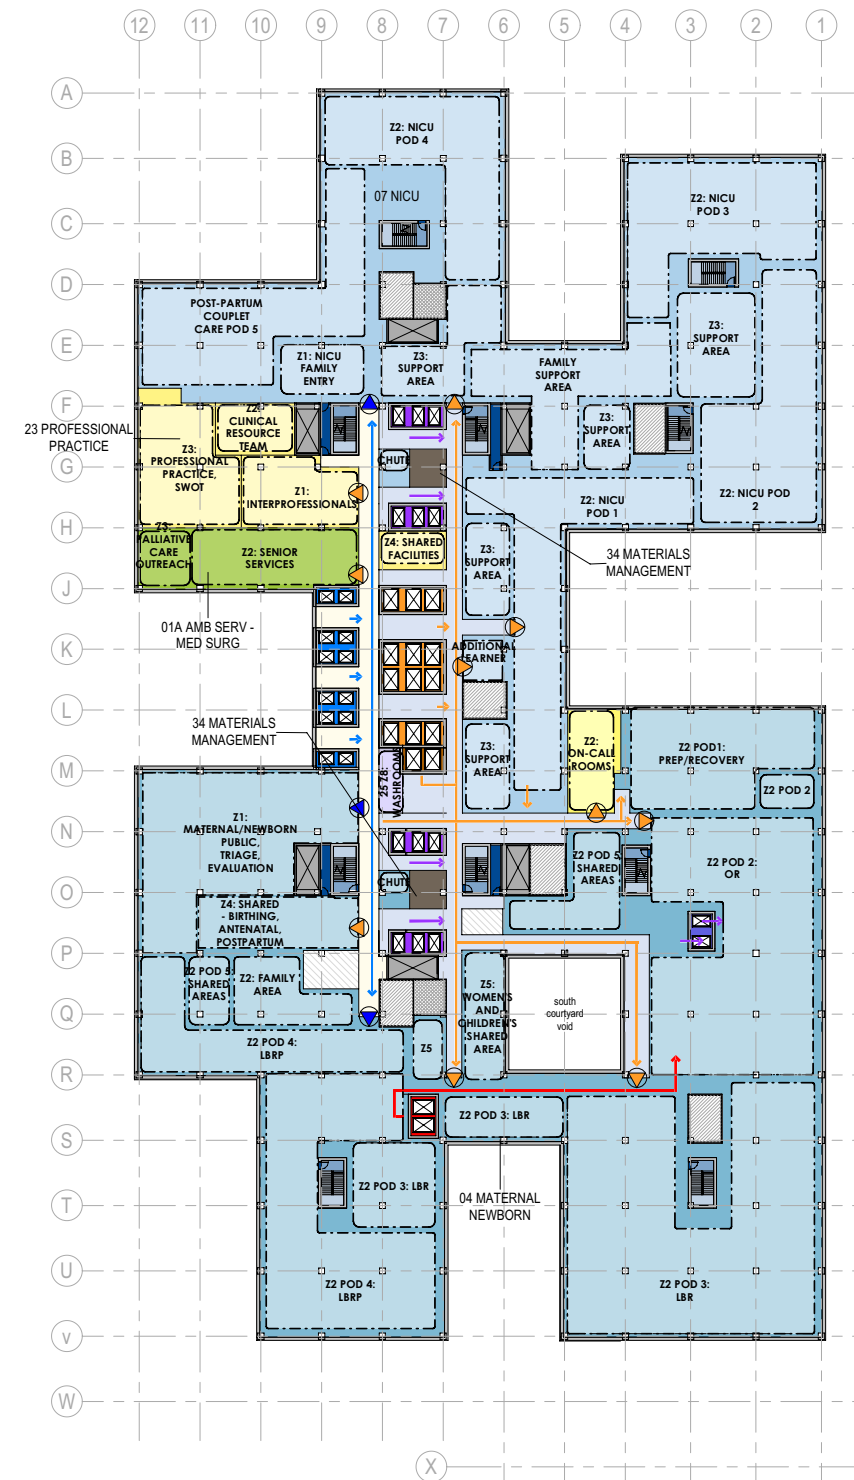 12 11 10 9 8 7 6 5 4 3 2 1
A
Z2: NICU
POD 4
B
07 NICU
Z2: NICU
POD 3
C
D
POST-PARTUM
COUPLET
CARE POD 5
Z3:
SUPPORT
AREA
E
Z1: NICU
FAMILY
ENTRY
Z3:
SUPPORT
AREA
FAMILY
SUPPORT
AREA
F
23 PROFESSIONAL
PRACTICE
Z2:
CLINICAL
RESOURCE
TEAM
Z3:
SUPPORT
AREA
Z3:
PROFESSIONAL
PRACTICE,
SWOT
CHUTE
G
Z1:
INTERPROFESSIONALS
Z2: NICU
POD 1
Z2: NICU POD
2
H
Z3:
PALLIATIVE
CARE
OUTREACH
Z2: SENIOR
SERVICES
Z4: SHARED
FACILITIES
Z3:
SUPPORT
AREA
34 MATERIALS
MANAGEMENT
J
01A AMB SERV -
MED SURG
K
ADDITIONAL
LEARNER
L
34 MATERIALS
MANAGEMENT
Z3:
SUPPORT
AREA
Z2:
ON-CALL
ROOMS
Z2 POD1:
PREP/RECOVERY
M
25 Z8:
WASHROOM
Z2 POD 2
Z1:
MATERNAL/NEWBORN
PUBLIC,
TRIAGE,
EVALUATION
N
Z2 POD 5
SHARED
AREAS
Z2 POD 2:
OR
CHUTE
O
Z4: SHARED
- BIRTHING,
ANTENATAL,
POSTPARTUM
P
Z2 POD 5:
SHARED
AREAS
Z2: FAMILY
AREA
Z5:
WOMEN'S
AND
CHILDREN'S
SHARED
AREA
south
courtyard
void
Q
Z2 POD 4:
LBRP
Z5
R
Z2 POD 3: LBR
S
Z2 POD 3: LBR
04 MATERNAL
NEWBORN
T
U
Z2 POD 4:
LBRP
Z2 POD 3:
LBR
v
W
X